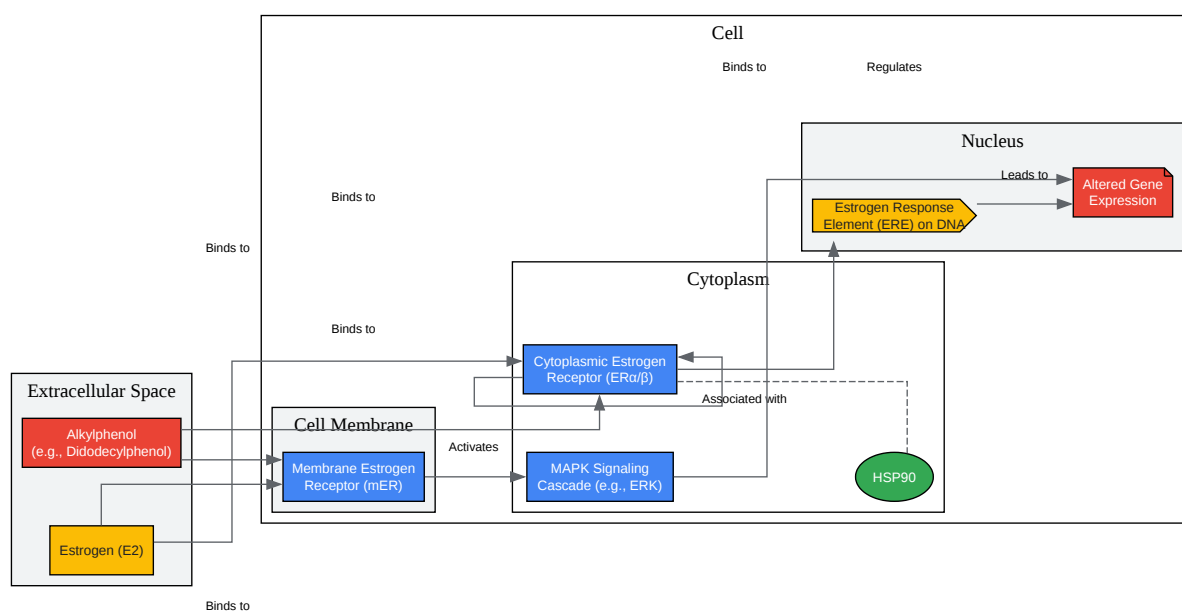 Cell
Binds to
Regulates
Nucleus
Leads to
Altered Gene
Expression
Binds to
Estrogen Response
Element (ERE) on DNA
Binds to
Cytoplasm
Binds to
Cytoplasmic Estrogen
Receptor (ERα/β)
Extracellular Space
Associated with
Cell Membrane
Alkylphenol
(e.g., Didodecylphenol)
Activates
Membrane Estrogen
Receptor (mER)
MAPK Signaling
Cascade (e.g., ERK)
HSP90
Estrogen (E2)
Binds to